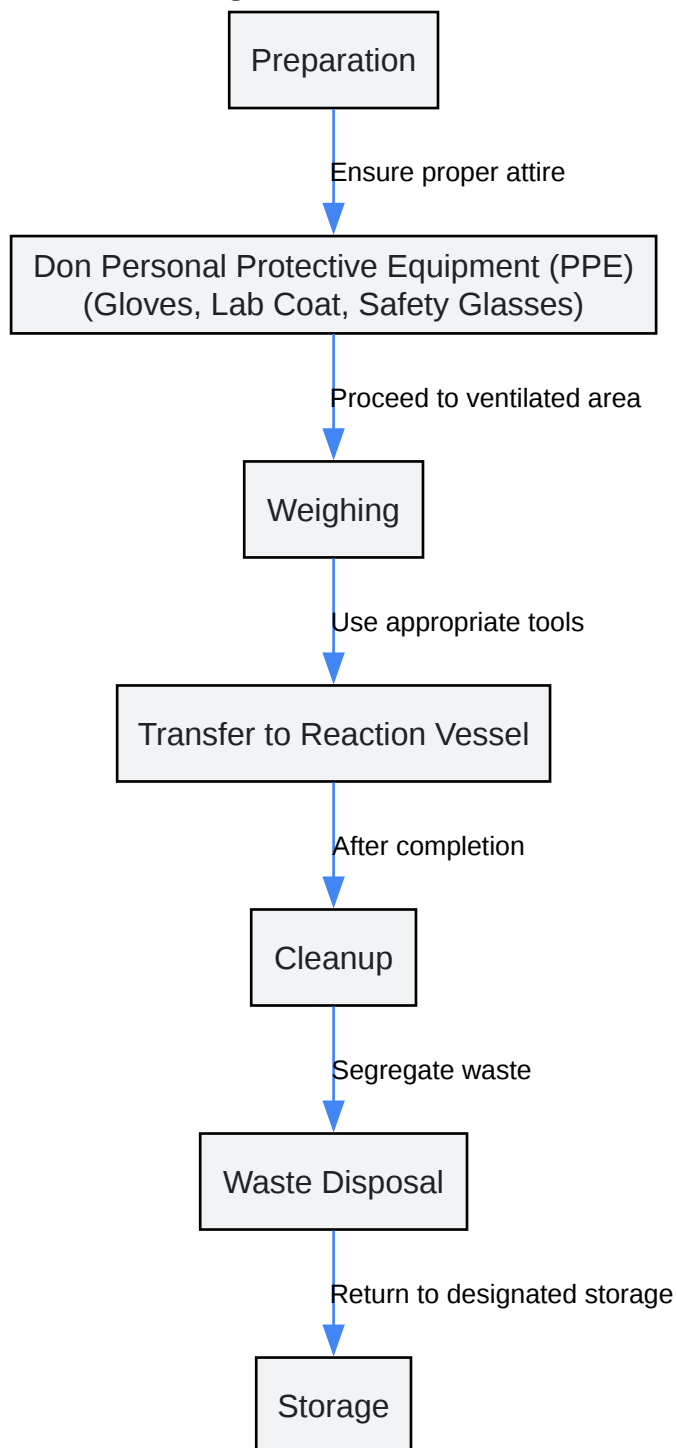 Preparation
Ensure proper attire
Don Personal Protective Equipment (PPE)
(Gloves, Lab Coat, Safety Glasses)
Proceed to ventilated area
Weighing
Use appropriate tools
Transfer to Reaction Vessel
After completion
Cleanup
Segregate waste
Waste Disposal
Return to designated storage
Storage